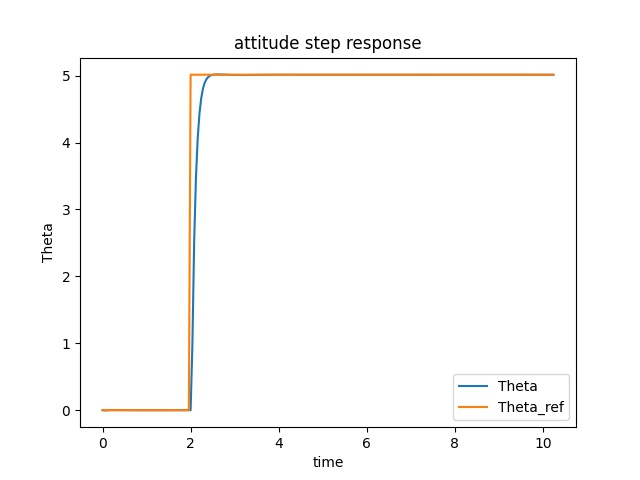 attitude step response
5
4
3
2
1
0
Theta
Theta
Theta_ref
0 2 4 6 8 10
time